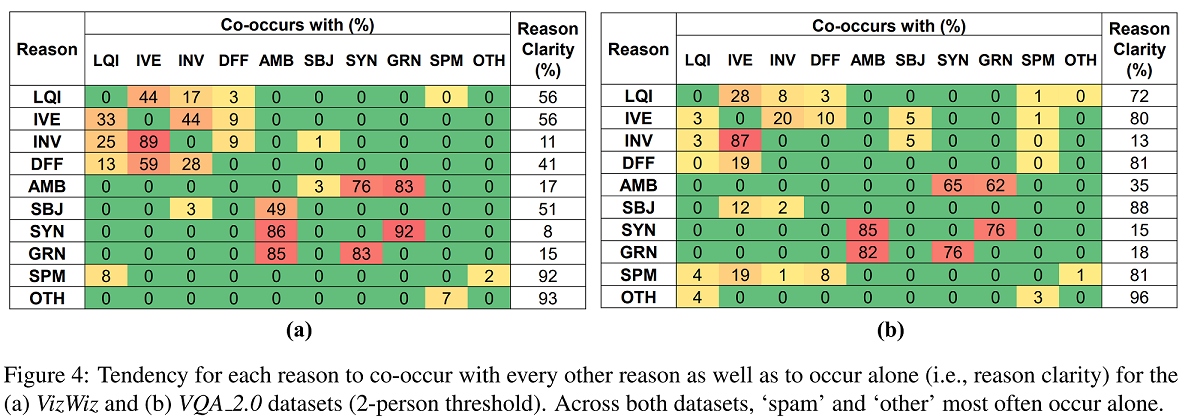 Reason Co-occurs with (%) Reason Clarity (%)
LQI IVE INV DFF AMB SBJ SYN GRN SPM OTH
LQI 0 44 17 3 0 0 0 0 0 0 56
IVE 33 0 44 9 0 0 0 0 0 0 56
INV 25 89 0 9 0 1 0 0 0 0 11
DFF 13 59 28 0 0 0 0 0 0 0 41
AMB 0 0 0 0 0 3 76 83 0 0 17
SBJ 0 0 3 0 49 0 0 0 0 0 51
SYN 0 0 0 0 86 0 0 92 0 0 8
GRN 0 0 0 0 85 0 83 0 0 0 15
SPM 8 0 0 0 0 0 0 0 0 2 92
OTH 0 0 0 0 0 0 0 0 7 0 93
(a)
Reason Co-occurs with (%) Reason Clarity (%)
LQI IVE INV DFF AMB SBJ SYN GRN SPM OTH
LQI 0 28 8 3 0 0 0 0 1 0 72
IVE 3 0 20 10 0 5 0 0 1 0 80
INV 3 87 0 0 0 5 0 0 0 0 13
DFF 0 19 0 0 0 0 0 0 0 0 81
AMB 0 0 0 0 0 0 65 62 0 0 35
SBJ 0 12 2 0 0 0 0 0 0 0 88
SYN 0 0 0 0 85 0 0 76 0 0 15
GRN 0 0 0 0 82 0 76 0 0 0 18
SPM 4 19 1 8 0 0 0 0 0 1 81
OTH 4 0 0 0 0 0 0 0 3 0 96
(b)
Figure 4: Tendency for each reason to co-occur with every other reason as well as to occur alone (i.e., reason clarity) for the
(a) VizWiz and (b) VQA_2.0 datasets (2-person threshold). Across both datasets, ‘spam’ and ‘other’ most often occur alone.